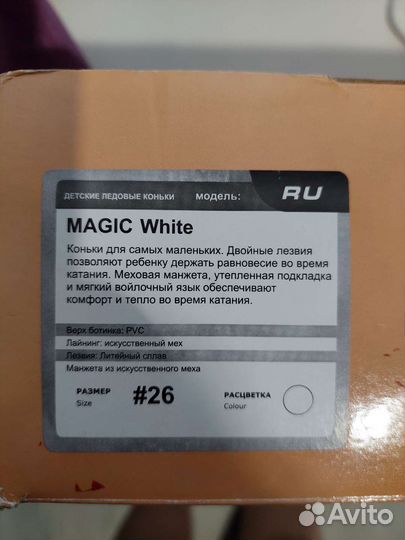 ДЕТСКИЕ ЛЕДОВЫЕ КОНЬКИ МОДЕЛЬ: RU
MAGIC White
Коньки для самых маленьких. Двойные лезвия
позволяют ребенку держать равновесие во время
катания. Меховая манжета, утепленная подкладка
и мягкий войлочный язык обеспечивают
комфорт и тепло во время катания.
Верх ботинка: PVC
Лайнинг: искусственный мех
Лезвия: Литейный сплав
Манжета из искусственного меха
РАЗМЕР #26 РАСЦВЕТКА
Size Colour
Avito